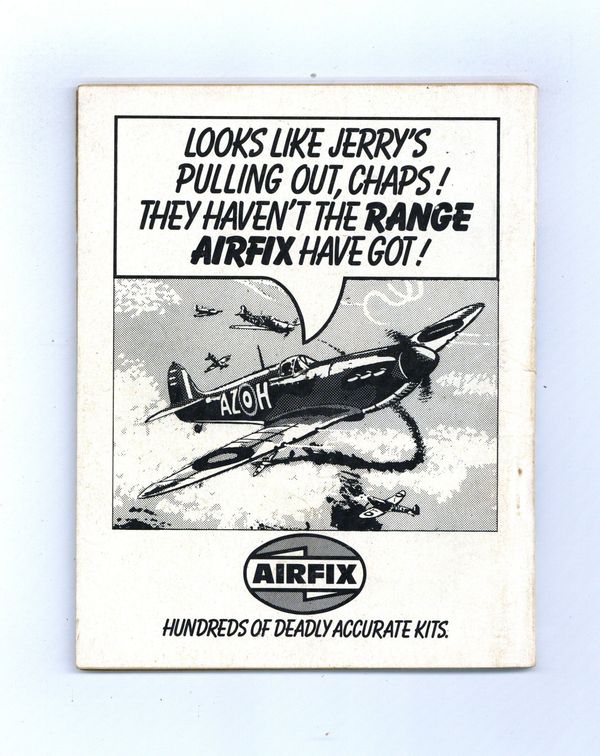 LOOKS LIKE JERRY'S
PULLING OUT, CHAPS!
THEY HAVEN'T THE RANGE
AIRFIX HAVE GOT!
AZ H
AIRFIX
HUNDREDS OF DEADLY ACCURATE KITS.